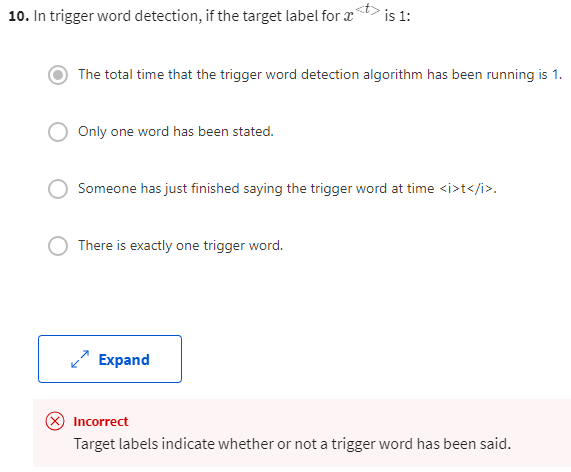 10. In trigger word detection, if the target label for x<t> is 1:
The total time that the trigger word detection algorithm has been running is 1.
Only one word has been stated.
Someone has just finished saying the trigger word at time <i>t</i>.
There is exactly one trigger word.
Expand
Incorrect
Target labels indicate whether or not a trigger word has been said.